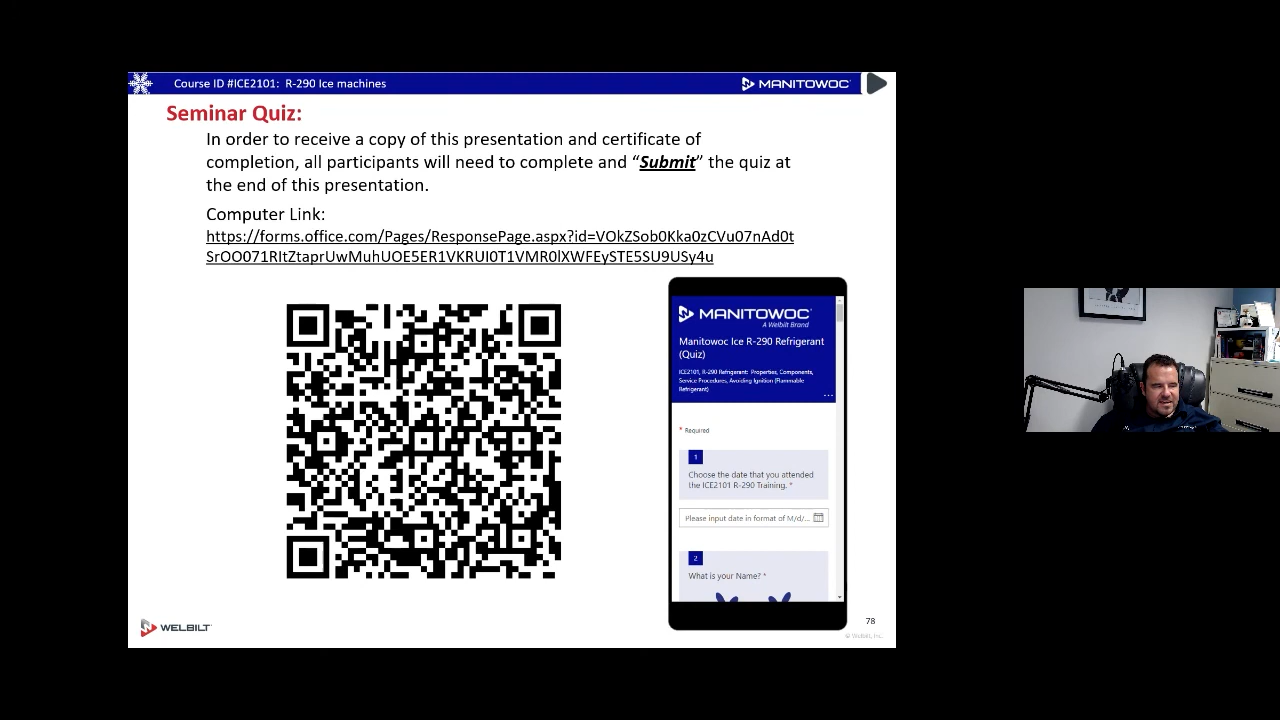 Course ID #ICE2101: R-290 Ice machines
MANITOWOC
Seminar Quiz:
In order to receive a copy of this presentation and certificate of
completion, all participants will need to complete and “Submit” the quiz at
the end of this presentation.
Computer Link:
https://forms.office.com/Pages/ResponsePage.aspx?id=VOkZSob0Kka0zCVu07nAd0t
SrOO071RItZtaprUwMuhUOE5ER1VKRUI0T1VMR0lXWFEySTE5SU9USy4u
MANITOWOC
A Welbilt Brand
Manitowoc Ice R-290 Refrigerant
(Quiz)
ICE2101, R-290 Refrigerant: Properties, Components,
Service Procedures, Avoiding Ignition (Flammable
Refrigerant)
* Required
1
Choose the date that you attended
the ICE2101 R-290 Training. *
Please input date in format of M/d/...
2
What is your Name? *
WELBILT
78
© Welbilt, Inc.